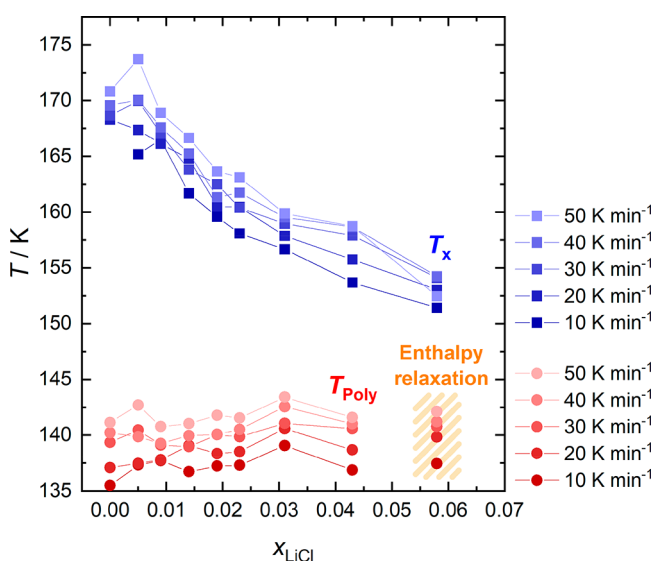 175
170
165
160
155
150
145
140
135
T / K
0.00 0.01 0.02 0.03 0.04 0.05 0.06 0.07
xLiCl
Tx
TPoly
Enthalpy
relaxation
50 K min⁻¹
40 K min⁻¹
30 K min⁻¹
20 K min⁻¹
10 K min⁻¹
50 K min⁻¹
40 K min⁻¹
30 K min⁻¹
20 K min⁻¹
10 K min⁻¹